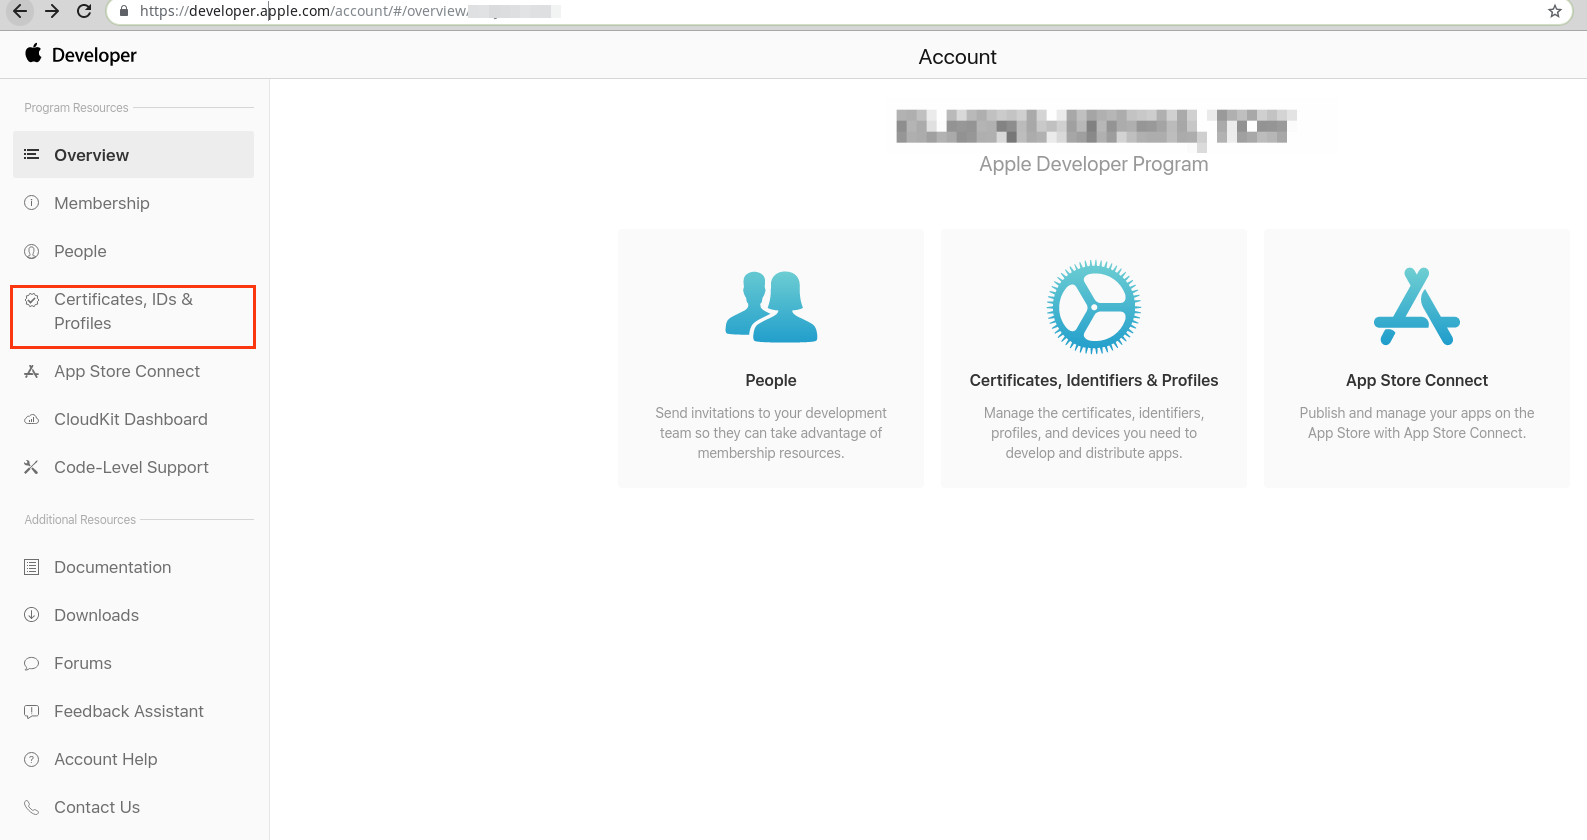 https://developer.apple.com/account/#/overview/
Developer
Account
Program Resources
Overview
Membership
People
Certificates, IDs &
Profiles
App Store Connect
CloudKit Dashboard
Code-Level Support
Additional Resources
Documentation
Downloads
Forums
Feedback Assistant
Account Help
Contact Us
Apple Developer Program
People
Send invitations to your development
team so they can take advantage of
membership resources.
Certificates, Identifiers & Profiles
Manage the certificates, identifiers,
profiles, and devices you need to
develop and distribute apps.
App Store Connect
Publish and manage your apps on the
App Store with App Store Connect.